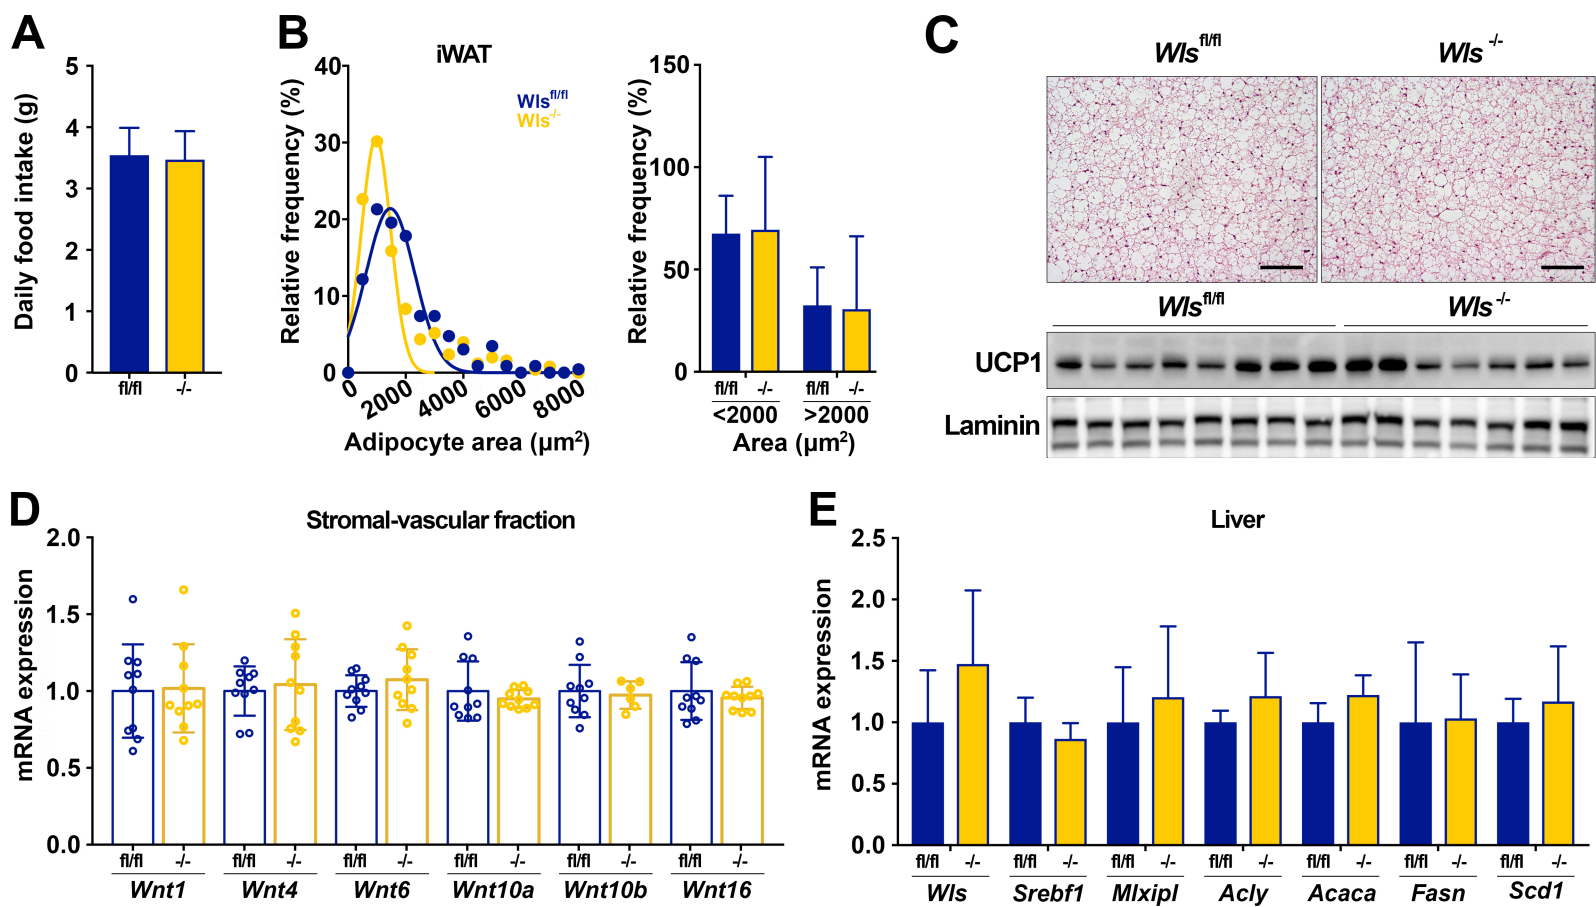 A
Daily food intake (g)
5
4
3
2
1
0
fl/fl -/-
B
iWAT
Relative frequency (%)
40
30
20
10
0
Wls^fl/fl
Wls^-/-
0 2000 4000 6000 8000
Adipocyte area (μm²)
Relative frequency (%)
150
100
50
0
fl/fl -/- fl/fl -/-
<2000 >2000
Area (μm²)
C
Wls^fl/fl Wls^-/-
Wls^fl/fl Wls^-/-
UCP1
Laminin
D
Stromal-vascular fraction
mRNA expression
2.0
1.5
1.0
0.5
0.0
fl/fl -/- fl/fl -/- fl/fl -/- fl/fl -/- fl/fl -/- fl/fl -/-
Wnt1 Wnt4 Wnt6 Wnt10a Wnt10b Wnt16
E
Liver
mRNA expression
2.5
2.0
1.5
1.0
0.5
0.0
fl/fl -/- fl/fl -/- fl/fl -/- fl/fl -/- fl/fl -/- fl/fl -/- fl/fl -/-
Wls Srebf1 Mlxipl Acly Acaca Fasn Scd1